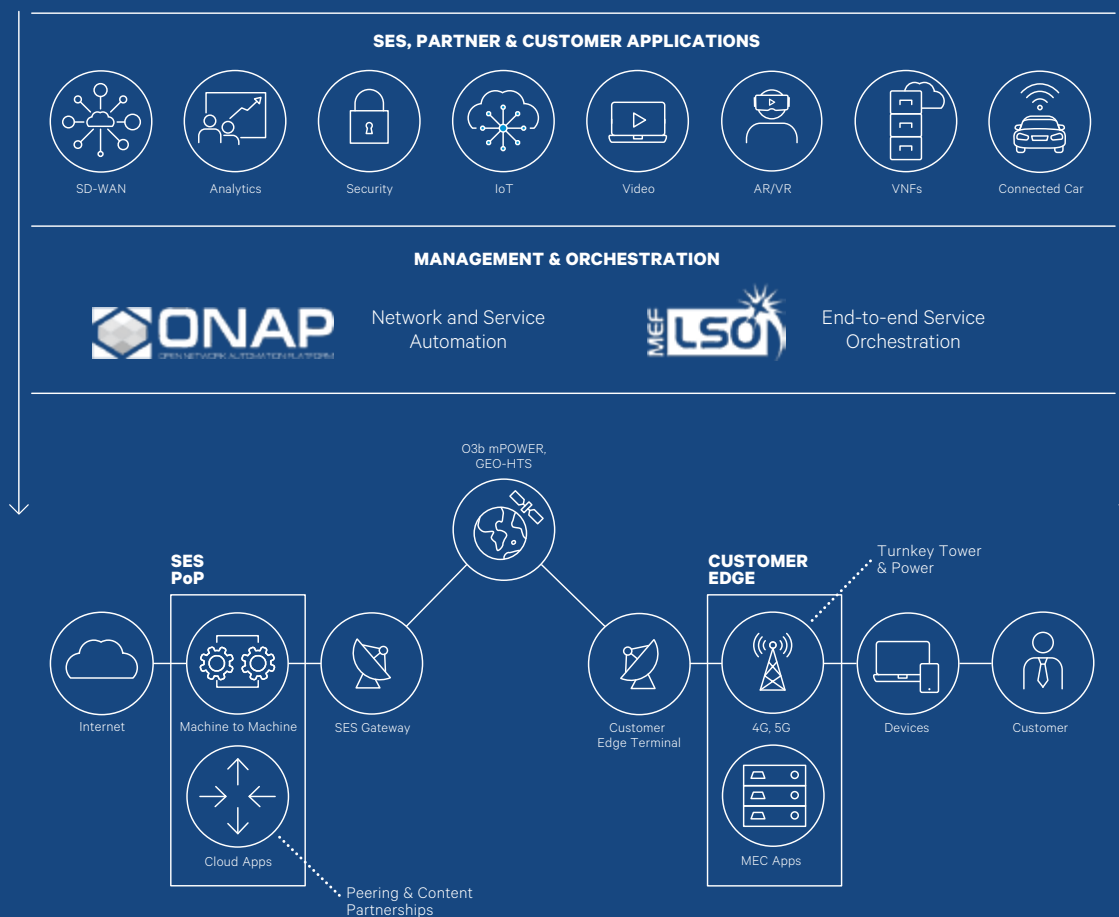 SES, PARTNER & CUSTOMER APPLICATIONS
SD-WAN
Analytics
Security
IoT
Video
AR/VR
VNFs
Connected Car
MANAGEMENT & ORCHESTRATION
ONAP
OPEN NETWORK AUTOMATION PLATFORM
Network and Service
Automation
MEF
LSO
End-to-end Service
Orchestration
O3b mPOWER,
GEO-HTS
SES
PoP
CUSTOMER
EDGE
Turnkey Tower
& Power
Internet
Machine to Machine
SES Gateway
Customer
Edge Terminal
4G, 5G
Devices
Customer
Cloud Apps
MEC Apps
Peering & Content
Partnerships